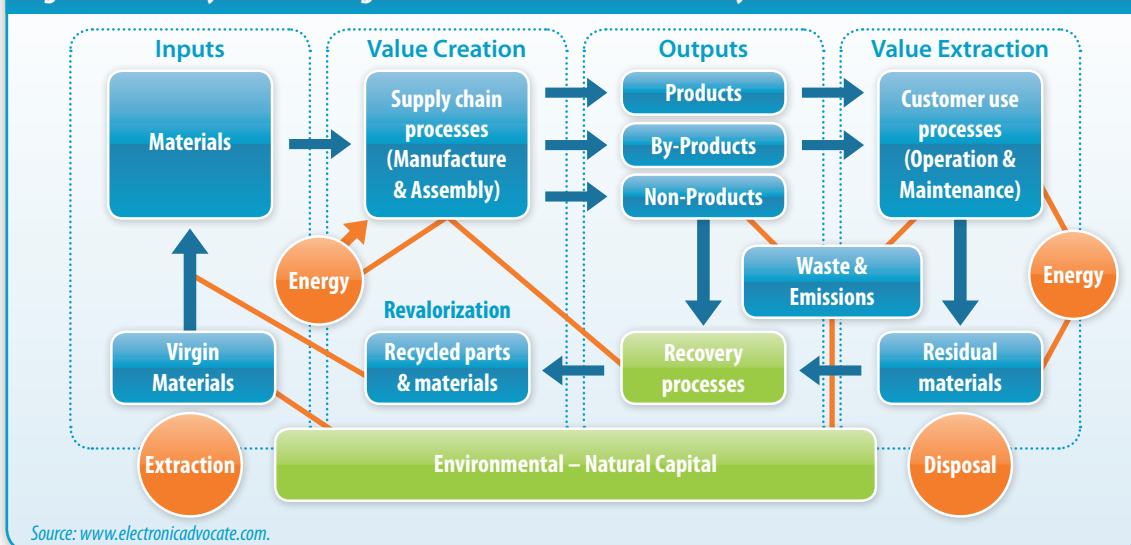 Inputs
Value Creation
Outputs
Value Extraction
Materials
Supply chain
processes
(Manufacture
& Assembly)
Products
By-Products
Non-Products
Customer use
processes
(Operation &
Maintenance)
Energy
Waste &
Emissions
Energy
Revalorization
Virgin
Materials
Recycled parts
& materials
Recovery
processes
Residual
materials
Extraction
Environmental – Natural Capital
Disposal
Source: www.electronicadvocate.com.